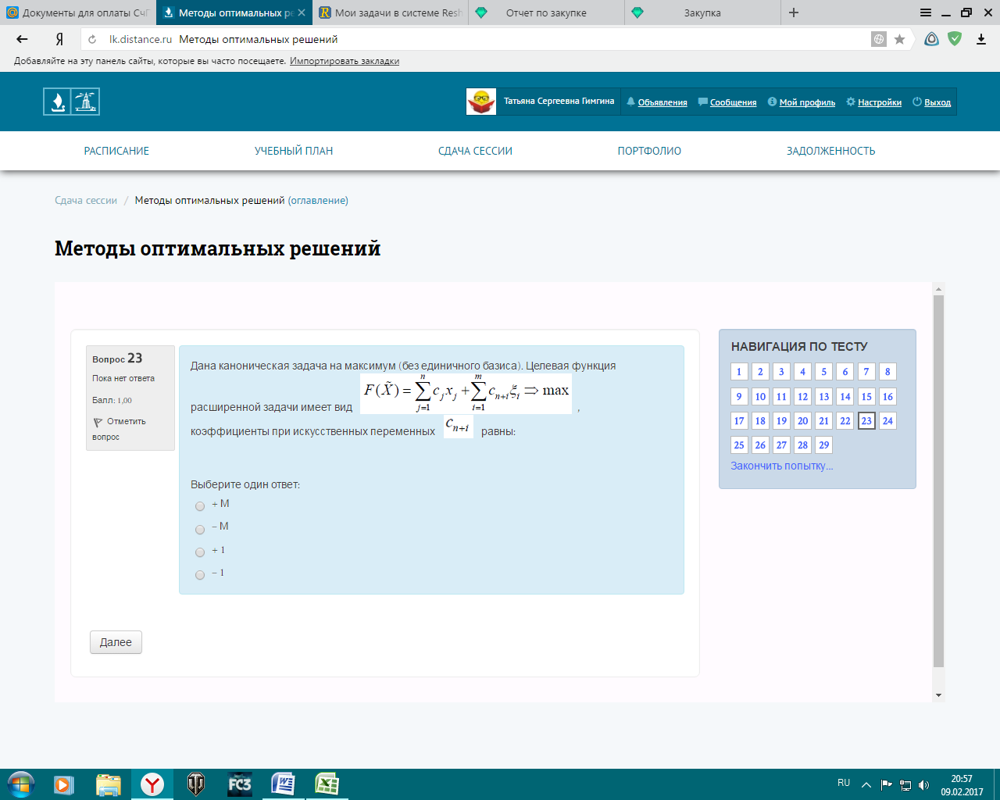 Документы для оплаты СчГ
Методы оптимальных ре
Мои задачи в системе Resh
Отчет по закупке
Закупка
Я
lk.distance.ru Методы оптимальных решений
Добавляйте на эту панель сайты, которые вы часто посещаете. Импортировать закладки
Татьяна Сергеевна Гимгина
Объявления
Сообщения
Мой профиль
Настройки
Выход
РАСПИСАНИЕ
УЧЕБНЫЙ ПЛАН
СДАЧА СЕССИИ
ПОРТФОЛИО
ЗАДОЛЖЕННОСТЬ
Сдача сессии / Методы оптимальных решений (оглавление)
Методы оптимальных решений
Вопрос 23
Пока нет ответа
Балл: 1,00
Отметить
вопрос
Дана каноническая задача на максимум (без единичного базиса). Целевая функция
расширенной задачи имеет вид F(X̃) = ∑_{j=1}^{n} c_j x_j + ∑_{i=1}^{m} c_{n+i} ξ_i ⇒ max ,
коэффициенты при искусственных переменных c_{n+i} равны:
Выберите один ответ:
+ M
– M
+ 1
– 1
Далее
НАВИГАЦИЯ ПО ТЕСТУ
1 2 3 4 5 6 7 8
9 10 11 12 13 14 15 16
17 18 19 20 21 22 23 24
25 26 27 28 29
Закончить попытку...
Y
FC3
RU
20:57
09.02.2017